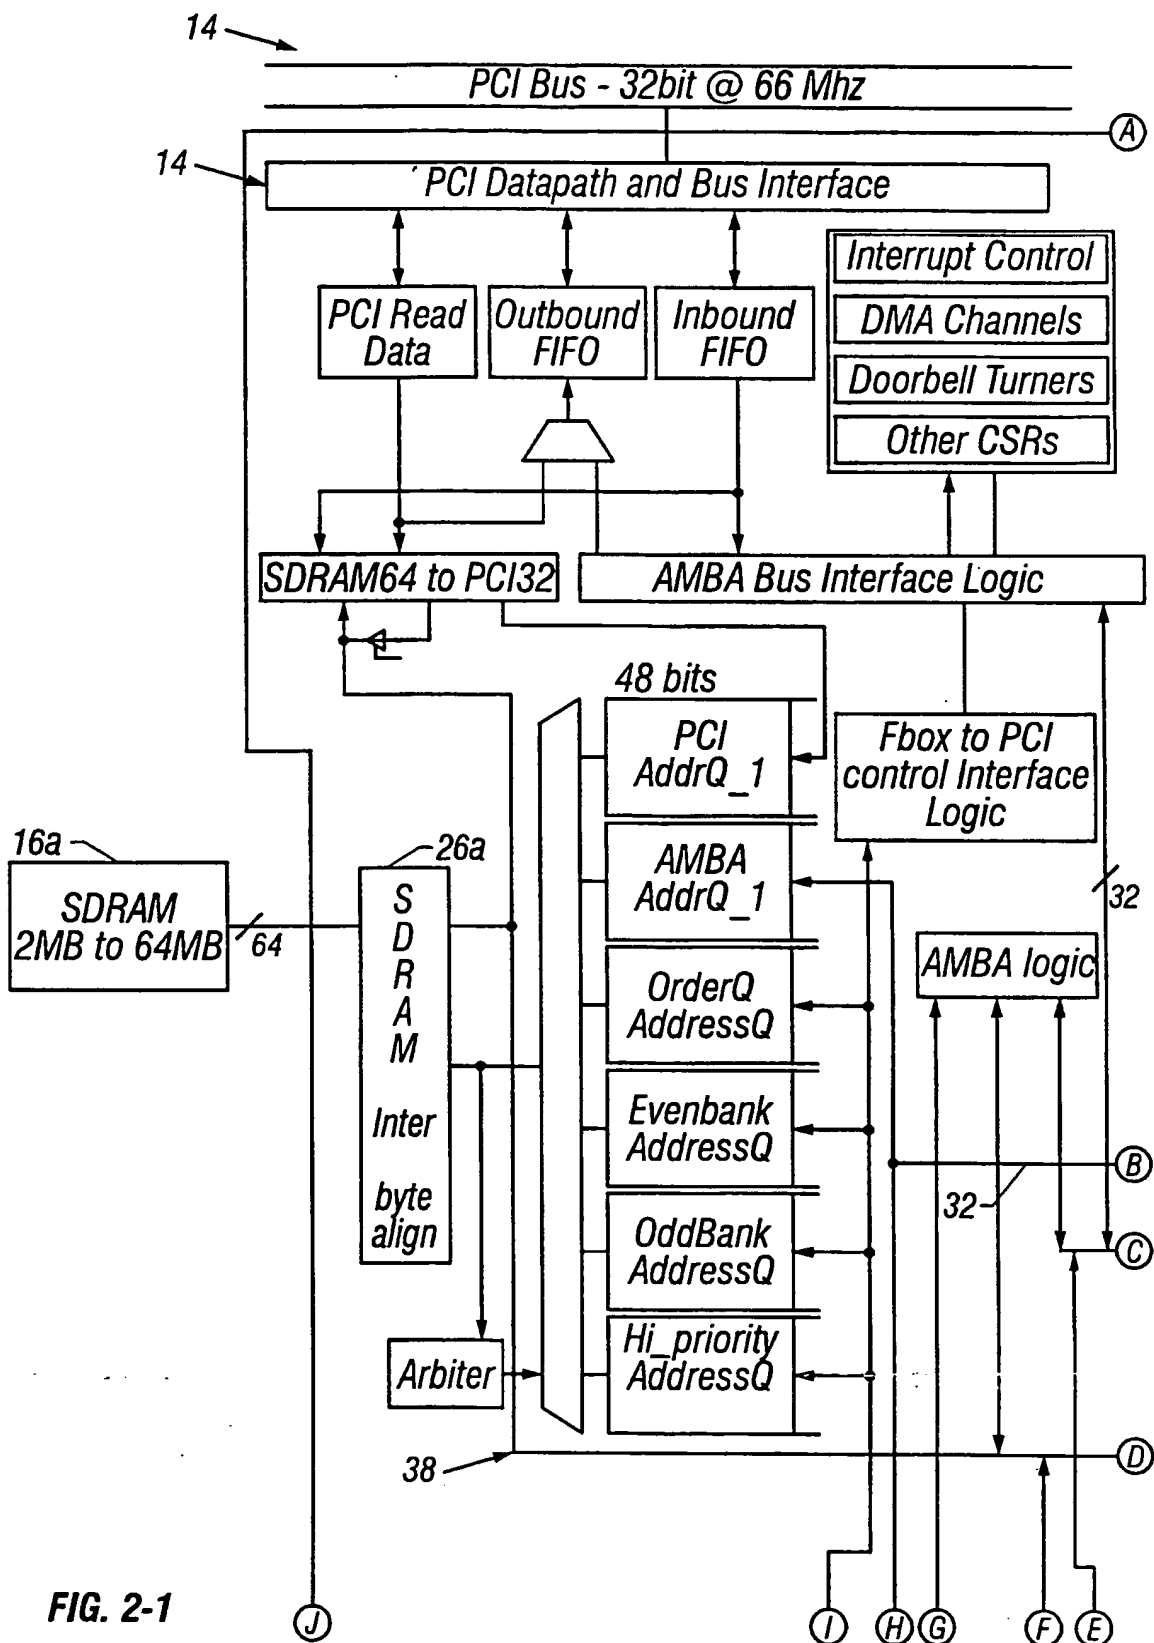 14
PCI Bus - 32bit @ 66 Mhz
A
14
PCI Datapath and Bus Interface
Interrupt Control
DMA Channels
Doorbell Turners
Other CSRs
PCI Read
Data
Outbound
FIFO
Inbound
FIFO
SDRAM64 to PCI32
AMBA Bus Interface Logic
48 bits
PCI
AddrQ_1
Fbox to PCI
control Interface
Logic
16a
SDRAM
2MB to 64MB
64
26a
S
D
R
A
M
Inter
byte
align
AMBA
AddrQ_1
32
AMBA logic
OrderQ
AddressQ
Evenbank
AddressQ
B
32
OddBank
AddressQ
C
Arbiter
Hi_priority
AddressQ
38
D
FIG. 2-1
J
I
H
G
F
E